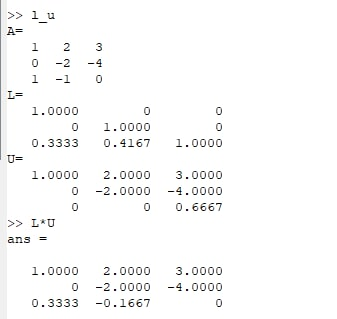 >> l_u
A=
1 2 3
0 -2 -4
1 -1 0
L=
1.0000 0 0
0 1.0000 0
0.3333 0.4167 1.0000
U=
1.0000 2.0000 3.0000
0 -2.0000 -4.0000
0 0 0.6667
>> L*U
ans =
1.0000 2.0000 3.0000
0 -2.0000 -4.0000
0.3333 -0.1667 0